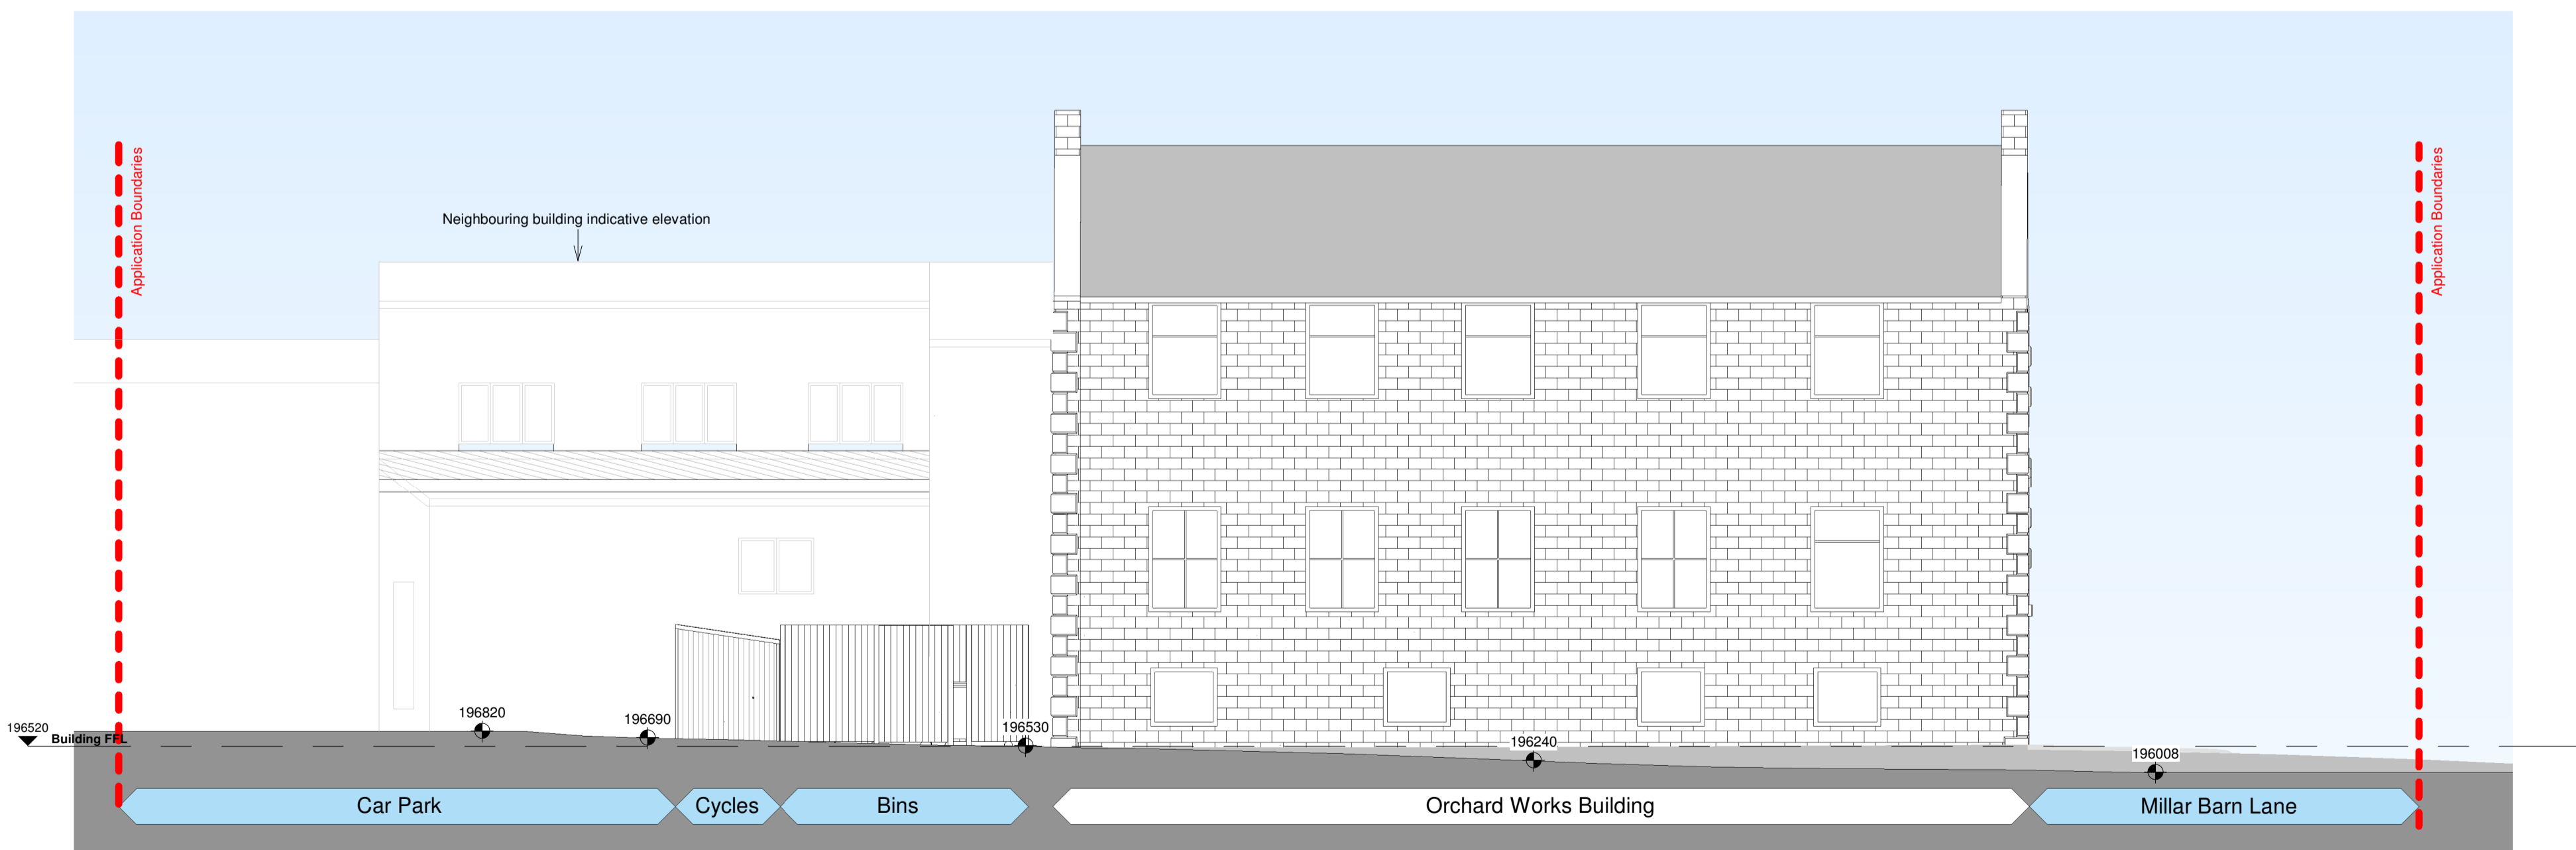 Application Boundaries
Application Boundaries
Neighbouring building indicative elevation
196820
196690
196530
196520
Building FFL
196240
196008
Car Park
Cycles
Bins
Orchard Works Building
Millar Barn Lane